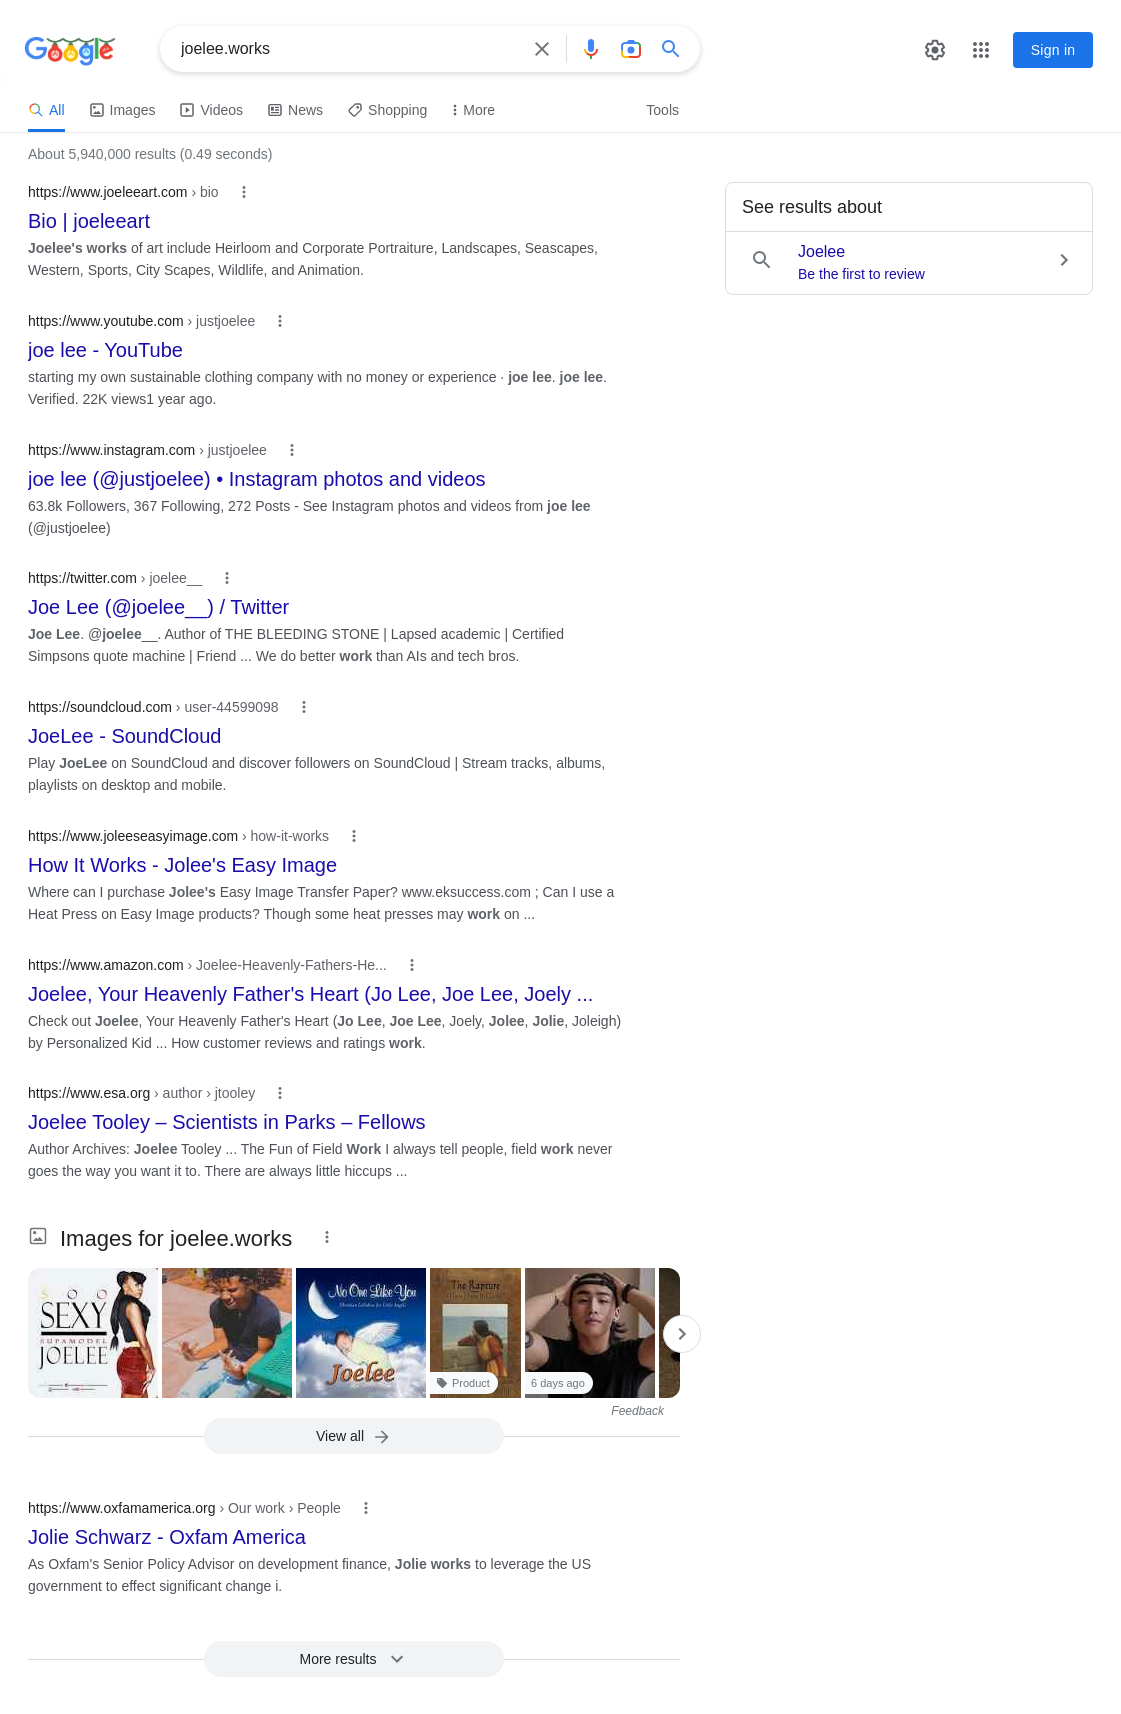 Google
joelee.works
Sign in
All
Images
Videos
News
Shopping
More
Tools
About 5,940,000 results (0.49 seconds)
https://www.joeleeart.com › bio
Bio | joeleeart
Joelee's works of art include Heirloom and Corporate Portraiture, Landscapes, Seascapes,
Western, Sports, City Scapes, Wildlife, and Animation.
See results about
Joelee
Be the first to review
https://www.youtube.com › justjoelee
joe lee - YouTube
starting my own sustainable clothing company with no money or experience · joe lee. joe lee.
Verified. 22K views1 year ago.
https://www.instagram.com › justjoelee
joe lee (@justjoelee) • Instagram photos and videos
63.8k Followers, 367 Following, 272 Posts - See Instagram photos and videos from joe lee
(@justjoelee)
https://twitter.com › joelee__
Joe Lee (@joelee__) / Twitter
Joe Lee. @joelee__. Author of THE BLEEDING STONE | Lapsed academic | Certified
Simpsons quote machine | Friend ... We do better work than AIs and tech bros.
https://soundcloud.com › user-44599098
JoeLee - SoundCloud
Play JoeLee on SoundCloud and discover followers on SoundCloud | Stream tracks, albums,
playlists on desktop and mobile.
https://www.joleeseasyimage.com › how-it-works
How It Works - Jolee's Easy Image
Where can I purchase Jolee's Easy Image Transfer Paper? www.eksuccess.com ; Can I use a
Heat Press on Easy Image products? Though some heat presses may work on ...
https://www.amazon.com › Joelee-Heavenly-Fathers-He...
Joelee, Your Heavenly Father's Heart (Jo Lee, Joe Lee, Joely ...
Check out Joelee, Your Heavenly Father's Heart (Jo Lee, Joe Lee, Joely, Jolee, Jolie, Joleigh)
by Personalized Kid ... How customer reviews and ratings work.
https://www.esa.org › author › jtooley
Joelee Tooley – Scientists in Parks – Fellows
Author Archives: Joelee Tooley ... The Fun of Field Work I always tell people, field work never
goes the way you want it to. There are always little hiccups ...
Images for joelee.works
SOO
SEXY
SUPAMODEL
JOELEE
No One Like You
Joelee
The Rapture
Product
6 days ago
Feedback
View all
https://www.oxfamamerica.org › Our work › People
Jolie Schwarz - Oxfam America
As Oxfam's Senior Policy Advisor on development finance, Jolie works to leverage the US
government to effect significant change i.
More results